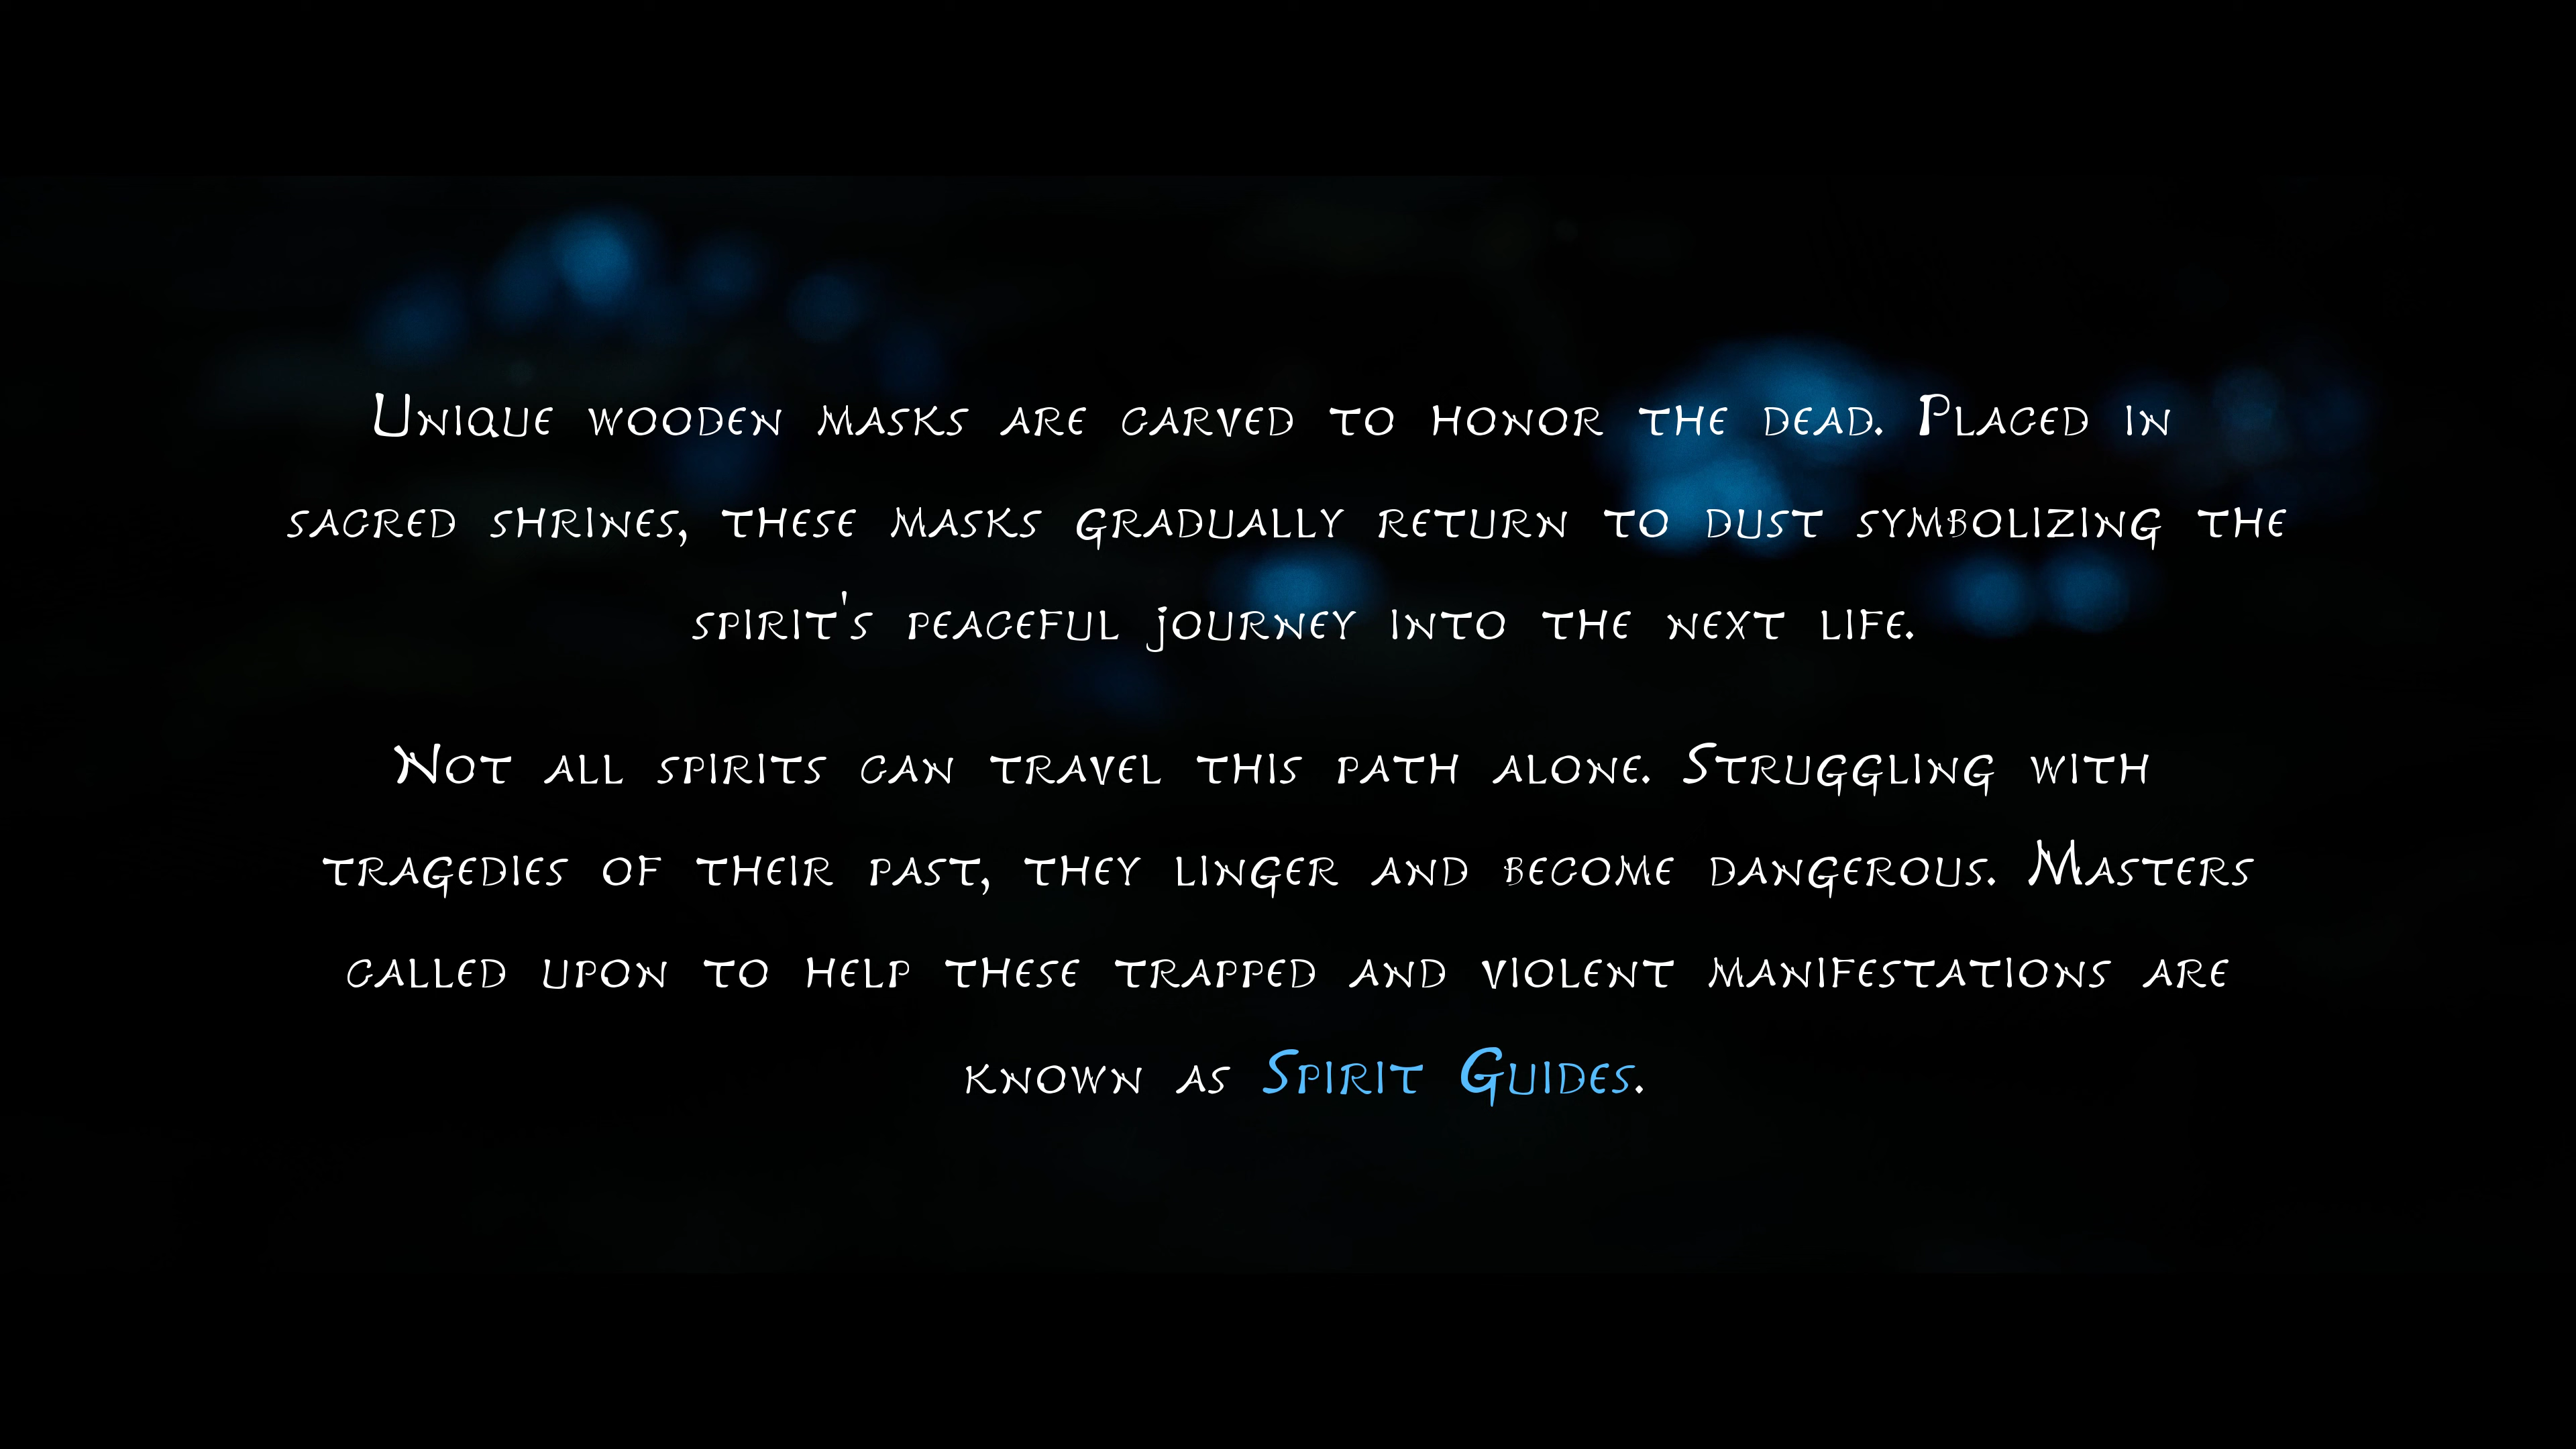 Unique wooden masks are carved to honor the dead. Placed in
sacred shrines, these masks gradually return to dust symbolizing the
spirit's peaceful journey into the next life.
Not all spirits can travel this path alone. Struggling with
tragedies of their past, they linger and become dangerous. Masters
called upon to help these trapped and violent manifestations are
known as Spirit Guides.